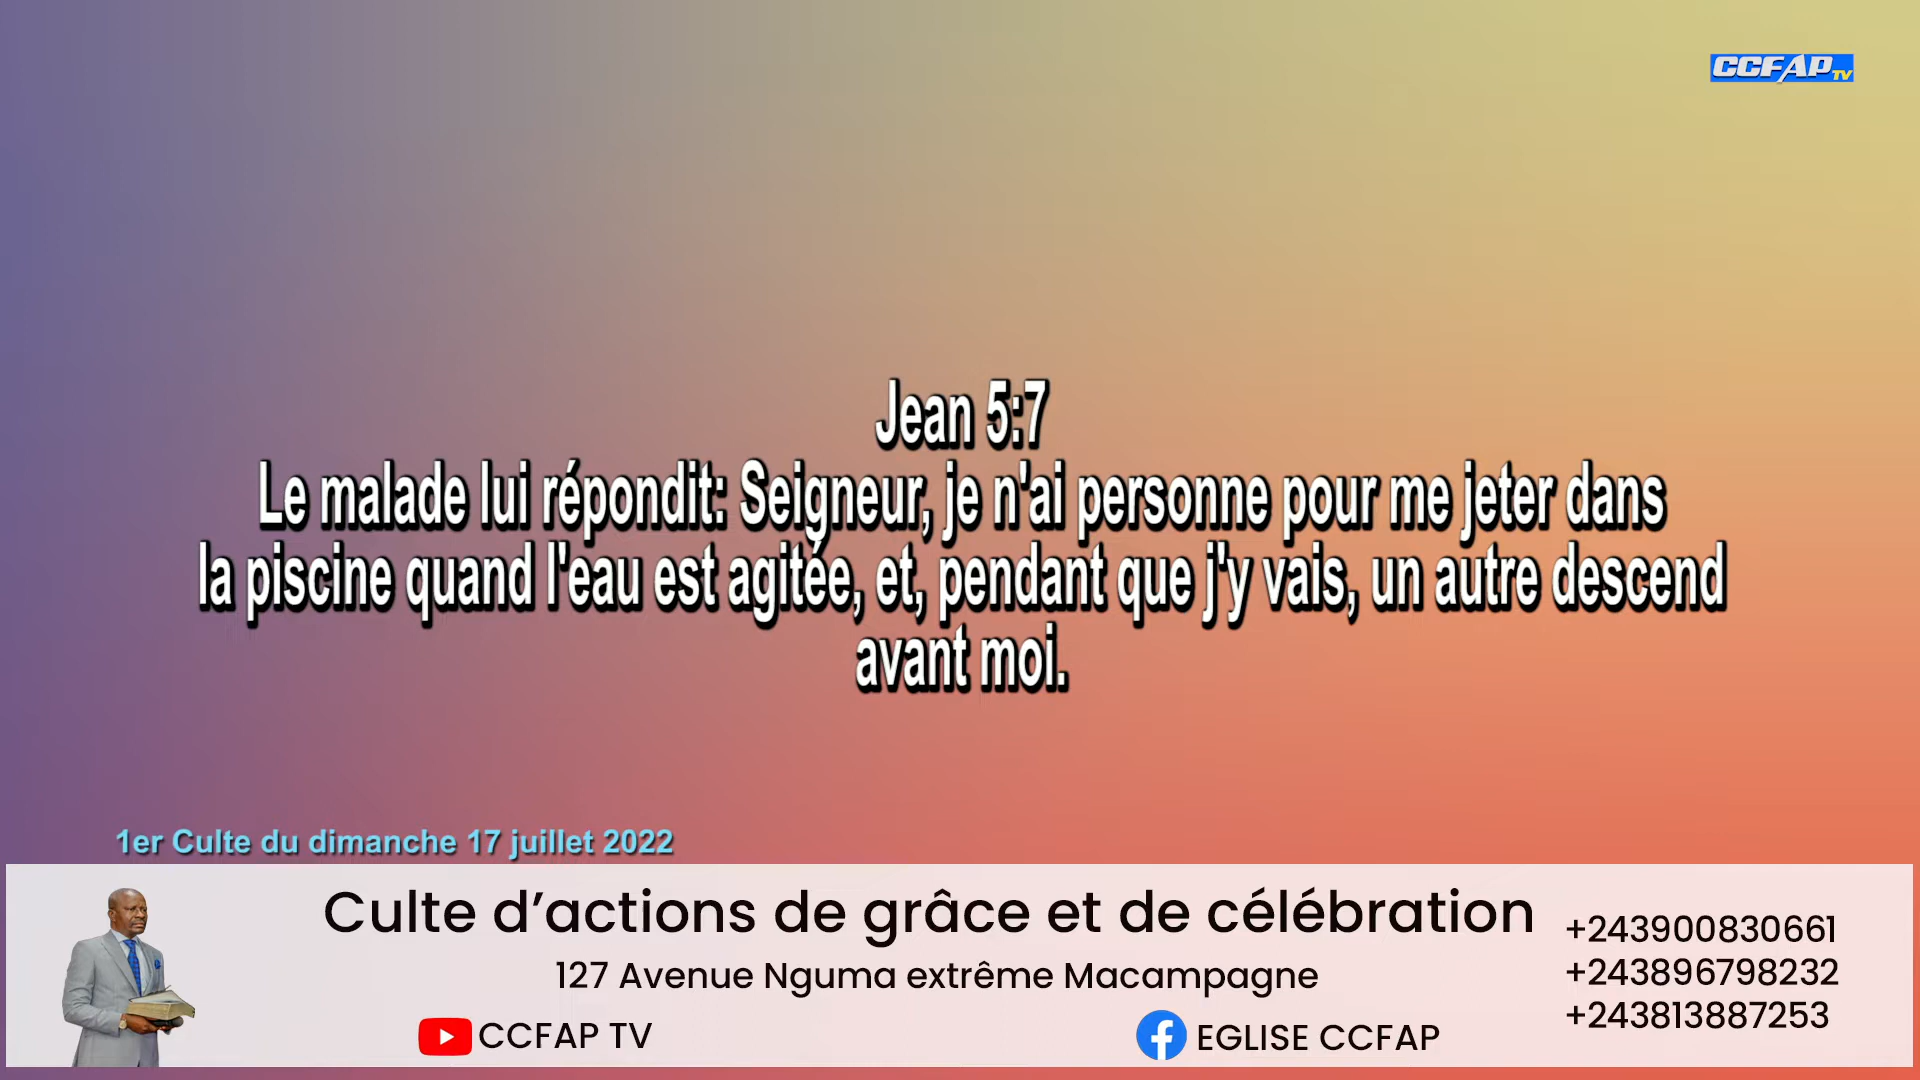 CCFAP TV
Jean 5:7
Le malade lui répondit: Seigneur, je n'ai personne pour me jeter dans
la piscine quand l'eau est agitée, et, pendant que j'y vais, un autre descend
avant moi.
1er Culte du dimanche 17 juillet 2022
Culte d’actions de grâce et de célébration
127 Avenue Nguma extrême Macampagne
CCFAP TV
EGLISE CCFAP
+243900830661
+243896798232
+243813887253